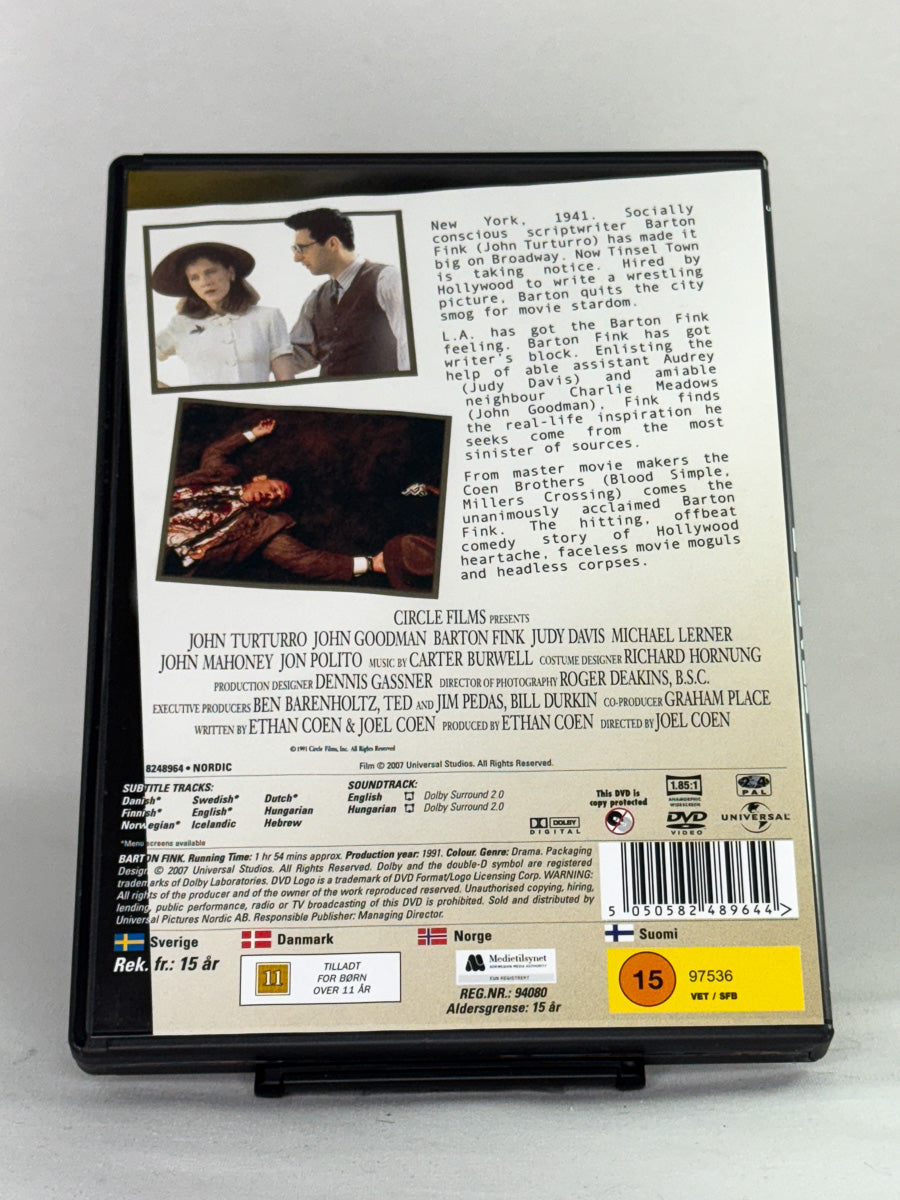 New York, 1941. Socially
conscious scriptwriter Barton
Fink (John Turturro) has made it
big on Broadway. Now Tinsel Town
is taking notice. Hired by
Hollywood to write a wrestling
picture, Barton quits the city
smog for movie stardom.
L.A. has got the Barton Fink
feeling. Barton Fink has got
writer's block. Enlisting the
help of able assistant Audrey
(Judy Davis) and amiable
neighbour Charlie Meadows
(John Goodman), Fink finds
the real-life inspiration he
seeks come from the most
sinister of sources.
From master movie makers the
Coen Brothers (Blood Simple,
Millers Crossing) comes the
unanimously acclaimed Barton
Fink. The hitting, offbeat
comedy story of Hollywood
heartache, faceless movie moguls
and headless corpses.
CIRCLE FILMS PRESENTS
JOHN TURTURRO JOHN GOODMAN BARTON FINK JUDY DAVIS MICHAEL LERNER
JOHN MAHONEY JON POLITO MUSIC BY CARTER BURWELL COSTUME DESIGNER RICHARD HORNUNG
PRODUCTION DESIGNER DENNIS GASSNER DIRECTOR OF PHOTOGRAPHY ROGER DEAKINS, B.S.C.
EXECUTIVE PRODUCERS BEN BARENHOLTZ, TED AND JIM PEDAS, BILL DURKIN CO-PRODUCER GRAHAM PLACE
WRITTEN BY ETHAN COEN & JOEL COEN PRODUCED BY ETHAN COEN DIRECTED BY JOEL COEN
© 1991 Circle Films, Inc. All Rights Reserved
8248964 • NORDIC
Film © 2007 Universal Studios. All Rights Reserved.
SUBTITLE TRACKS:
Danish* Swedish* Dutch*
Finnish* English* Hungarian
Norwegian* Icelandic Hebrew
*Menu screens available
SOUNDTRACK:
English Dolby Surround 2.0
Hungarian Dolby Surround 2.0
DOLBY
DIGITAL
This DVD is
copy protected
1.85:1
ANAMORPHIC
WIDESCREEN
DVD
VIDEO
2 4
PAL
UNIVERSAL
BARTON FINK. Running Time: 1 hr 54 mins approx. Production year: 1991. Colour. Genre: Drama. Packaging
Design © 2007 Universal Studios. All Rights Reserved. Dolby and the double-D symbol are registered
trademarks of Dolby Laboratories. DVD Logo is a trademark of DVD Format/Logo Licensing Corp. WARNING:
All rights of the producer and of the owner of the work reproduced reserved. Unauthorised copying, hiring,
lending, public performance, radio or TV broadcasting of this DVD is prohibited. Sold and distributed by
Universal Pictures Nordic AB. Responsible Publisher: Managing Director.
5 050582 489644 >
Sverige
Rek. fr.: 15 år
Danmark
11
TILLADT
FOR BØRN
OVER 11 ÅR
Norge
Medietilsynet
NORWEGIAN MEDIA AUTHORITY
KUN REGISTRERT
REG.NR.: 94080
Aldersgrense: 15 år
Suomi
15
97536
VET / SFB